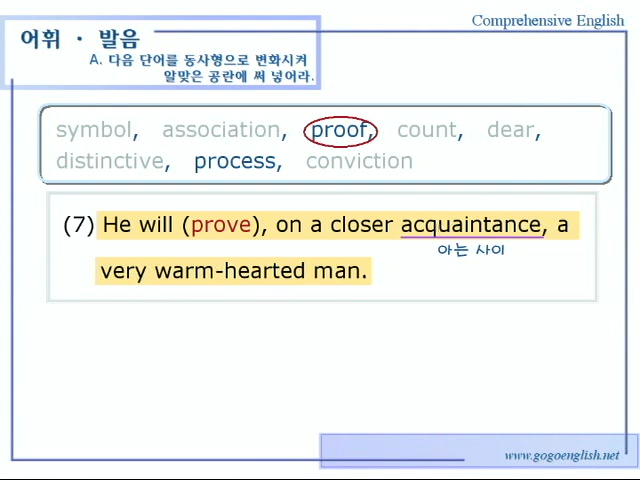 Comprehensive English
어휘 · 발음
A. 다음 단어를 동사형으로 변화시켜
알맞은 공란에 써 넣어라.
symbol, association, proof, count, dear,
distinctive, process, conviction
(7) He will (prove), on a closer acquaintance, a
아는 사이
very warm-hearted man.
www.gogoenglish.net